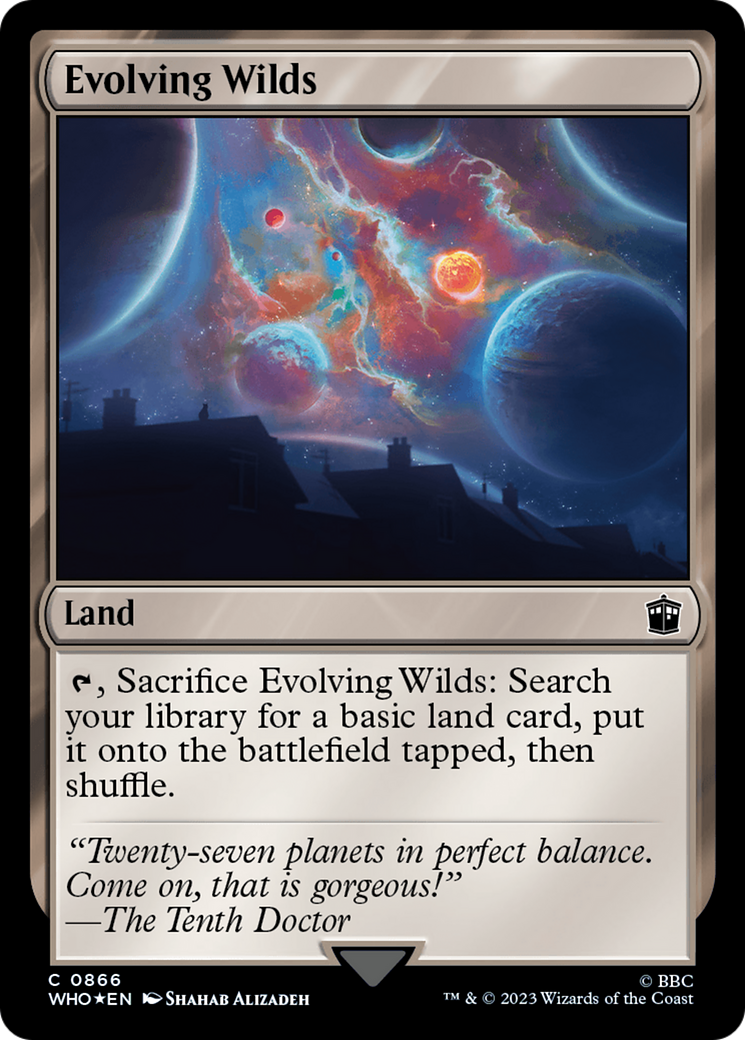 Evolving Wilds
Land
, Sacrifice Evolving Wilds: Search
your library for a basic land card, put
it onto the battlefield tapped, then
shuffle.
“Twenty-seven planets in perfect balance.
Come on, that is gorgeous!”
—The Tenth Doctor
C 0866
© BBC
WHO★EN Shahab Alizadeh
™ & © 2023 Wizards of the Coast